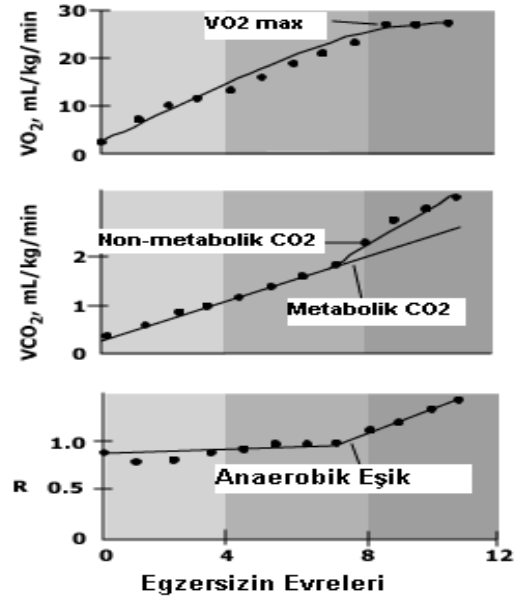 30
VO2 max
20
10
0
VO2, mL/kg/min
Non-metabolik CO2
2
1
0
Metabolik CO2
VCO2, mL/kg/min
1.0
0.5
0
R
Anaerobik Eşik
0 4 8 12
Egzersizin Evreleri